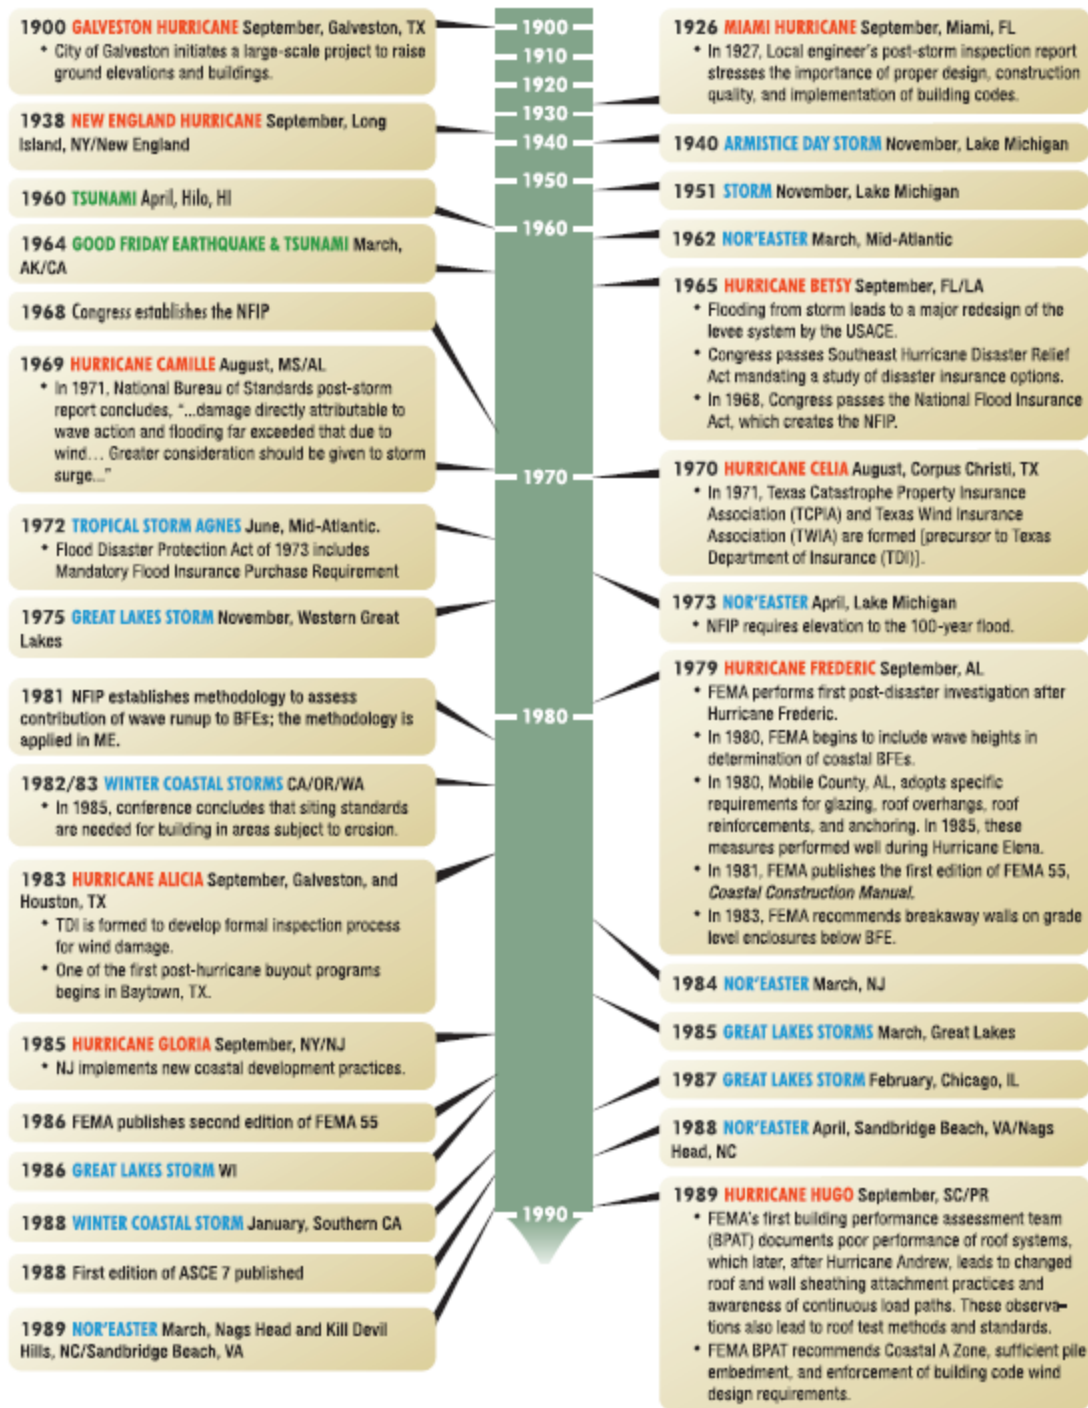 1900 GALVESTON HURRICANE September, Galveston, TX
• City of Galveston initiates a large-scale project to raise
ground elevations and buildings.
1938 NEW ENGLAND HURRICANE September, Long
Island, NY/New England
1960 TSUNAMI April, Hilo, HI
1964 GOOD FRIDAY EARTHQUAKE & TSUNAMI March,
AK/CA
1968 Congress establishes the NFIP
1969 HURRICANE CAMILLE August, MS/AL
• In 1971, National Bureau of Standards post-storm
report concludes, “...damage directly attributable to
wave action and flooding far exceeded that due to
wind... Greater consideration should be given to storm
surge...”
1972 TROPICAL STORM AGNES June, Mid-Atlantic.
• Flood Disaster Protection Act of 1973 includes
Mandatory Flood Insurance Purchase Requirement
1975 GREAT LAKES STORM November, Western Great
Lakes
1981 NFIP establishes methodology to assess
contribution of wave runup to BFEs; the methodology is
applied in ME.
1982/83 WINTER COASTAL STORMS CA/OR/WA
• In 1985, conference concludes that siting standards
are needed for building in areas subject to erosion.
1983 HURRICANE ALICIA September, Galveston, and
Houston, TX
• TDI is formed to develop formal inspection process
for wind damage.
• One of the first post-hurricane buyout programs
begins in Baytown, TX.
1985 HURRICANE GLORIA September, NY/NJ
• NJ implements new coastal development practices.
1986 FEMA publishes second edition of FEMA 55
1986 GREAT LAKES STORM WI
1988 WINTER COASTAL STORM January, Southern CA
1988 First edition of ASCE 7 published
1989 NOR’EASTER March, Nags Head and Kill Devil
Hills, NC/Sandbridge Beach, VA
1900
1910
1920
1930
1940
1950
1960
1970
1980
1990
1926 MIAMI HURRICANE September, Miami, FL
• In 1927, Local engineer’s post-storm inspection report
stresses the importance of proper design, construction
quality, and implementation of building codes.
1940 ARMISTICE DAY STORM November, Lake Michigan
1951 STORM November, Lake Michigan
1962 NOR’EASTER March, Mid-Atlantic
1965 HURRICANE BETSY September, FL/LA
• Flooding from storm leads to a major redesign of the
levee system by the USACE.
• Congress passes Southeast Hurricane Disaster Relief
Act mandating a study of disaster insurance options.
• In 1968, Congress passes the National Flood Insurance
Act, which creates the NFIP.
1970 HURRICANE CELIA August, Corpus Christi, TX
• In 1971, Texas Catastrophe Property Insurance
Association (TCPIA) and Texas Wind Insurance
Association (TWIA) are formed [precursor to Texas
Department of Insurance (TDI)].
1973 NOR’EASTER April, Lake Michigan
• NFIP requires elevation to the 100-year flood.
1979 HURRICANE FREDERIC September, AL
• FEMA performs first post-disaster investigation after
Hurricane Frederic.
• In 1980, FEMA begins to include wave heights in
determination of coastal BFEs.
• In 1980, Mobile County, AL, adopts specific
requirements for glazing, roof overhangs, roof
reinforcements, and anchoring. In 1985, these
measures performed well during Hurricane Elena.
• In 1981, FEMA publishes the first edition of FEMA 55,
Coastal Construction Manual.
• In 1983, FEMA recommends breakaway walls on grade
level enclosures below BFE.
1984 NOR’EASTER March, NJ
1985 GREAT LAKES STORMS March, Great Lakes
1987 GREAT LAKES STORM February, Chicago, IL
1988 NOR’EASTER April, Sandbridge Beach, VA/Nags
Head, NC
1989 HURRICANE HUGO September, SC/PR
• FEMA’s first building performance assessment team
(BPAT) documents poor performance of roof systems,
which later, after Hurricane Andrew, leads to changed
roof and wall sheathing attachment practices and
awareness of continuous load paths. These observa-
tions also lead to roof test methods and standards.
• FEMA BPAT recommends Coastal A Zone, sufficient pile
embedment, and enforcement of building code wind
design requirements.